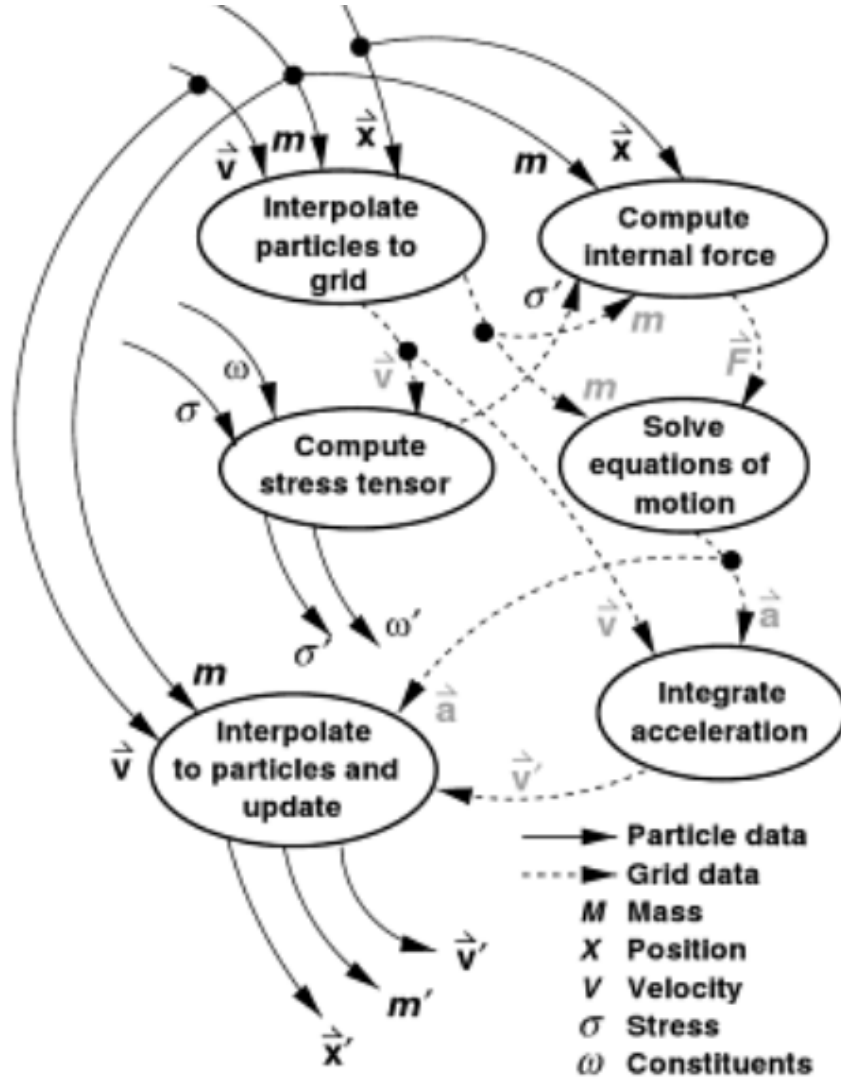 v⃗ m x⃗ m x⃗
Interpolate
particles to
grid
Compute
internal force
σ′
m
ω
v⃗
F⃗
σ
m
Compute
stress tensor
Solve
equations of
motion
σ′
ω′
v⃗
a⃗
m
a⃗
v⃗
Interpolate
to particles and
update
Integrate
acceleration
v⃗′
Particle data
Grid data
M Mass
X Position
V Velocity
σ Stress
ω Constituents
v⃗′
m′
x⃗′